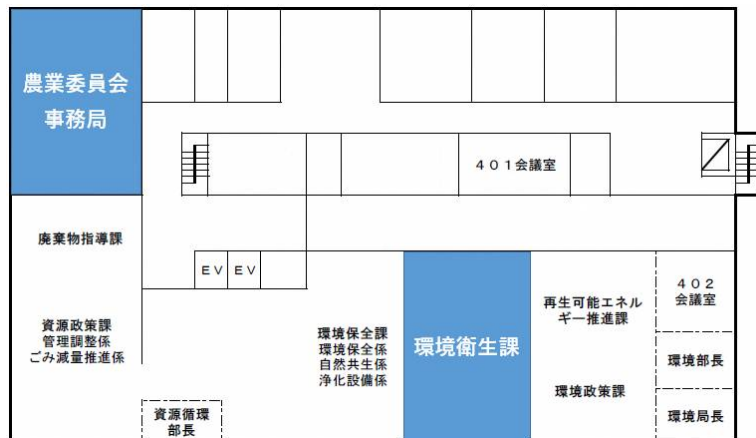 農業委員会
事務局
４０１会議室
廃棄物指導課
ＥＶ
ＥＶ
資源政策課
管理調整係
ごみ減量推進係
環境保全課
環境保全係
自然共生係
浄化設備係
環境衛生課
再生可能エネル
ギー推進課
４０２
会議室
環境部長
環境政策課
環境局長
資源循環
部長